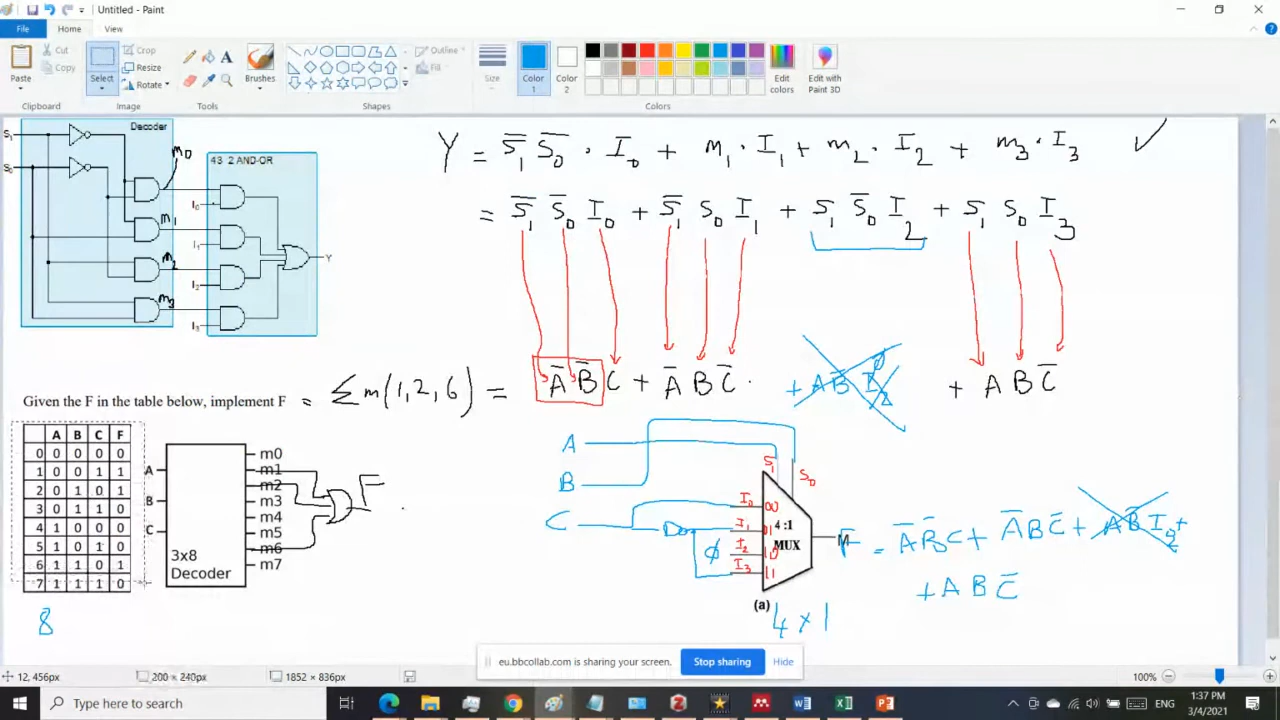 Untitled - Paint
File Home View
Paste Cut Copy Select Crop Resize Rotate Brushes Outline Fill Size Color 1 Color 2 Edit colors Edit with Paint 3D
Clipboard Image Tools Shapes Colors
Decoder
S₁
S₀
m0
m1
m2
m3
43 2 AND-OR
I₀
I₁
I₂
I₃
Y
Y = S̅₁ S̅₀ · I₀ + m₁ · I₁ + m₂ · I₂ + m₃ · I₃ ✓
= S̅₁ S̅₀ I₀ + S̅₁ S₀ I₁ + S₁ S̅₀ I₂ + S₁ S₀ I₃
Given the F in the table below, implement F = Σm(1,2,6) = A̅ B̅ C + A̅ B C̅ · + A B̅ I₂ 0 + A B C̅
A B C F
0 0 0 0 0
1 0 0 1 1
2 0 1 0 1
3 0 1 1 0
4 1 0 0 0
5 1 0 1 0
6 1 1 0 1
7 1 1 1 0
8
A
B
C
3x8
Decoder
m0
m1
m2
m3
m4
m5
m6
m7
F
A
B
C
S₁
S₀
I₀ 00
I₁ 01
I₂ 10
I₃ 11
ϕ
4 :1
MUX
M
F = A̅ B̅ C + A̅ B C̅ + A B̅ I₂ +
+ A B C̅
(a)
4 × 1
eu.bbcollab.com is sharing your screen. Stop sharing Hide
12, 456px 200 × 240px 1852 × 836px 100%
Type here to search
ENG
1:37 PM
3/4/2021